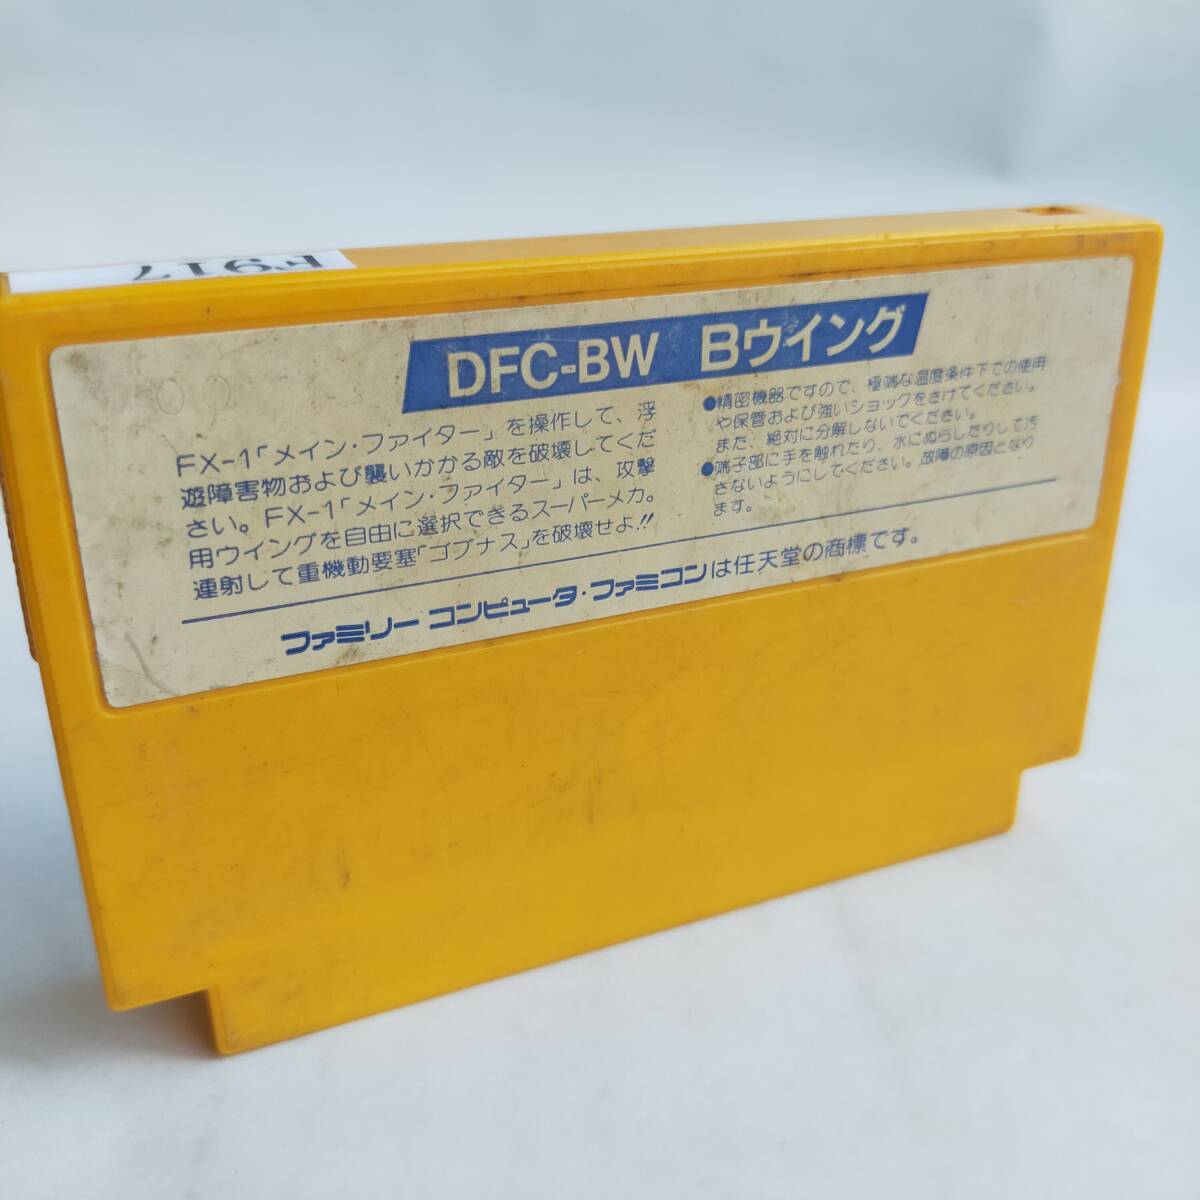 F917
DFC-BW Bウイング
FX-1「メイン・ファイター」を操作して、浮
遊障害物および襲いかかる敵を破壊してくだ
さい。FX-1「メイン・ファイター」は、攻撃
用ウイングを自由に選択できるスーパーメカ。
連射して重機動要塞「ゴブナス」を破壊せよ!!
●精密機器ですので、極端な温度条件下での使用
や保管および強いショックをさけてください。
また、絶対に分解しないでください。
●端子部に手を触れたり、水にぬらしたりして汚
さないようにしてください。故障の原因となり
ます。
ファミリー コンピュータ・ファミコンは任天堂の商標です。